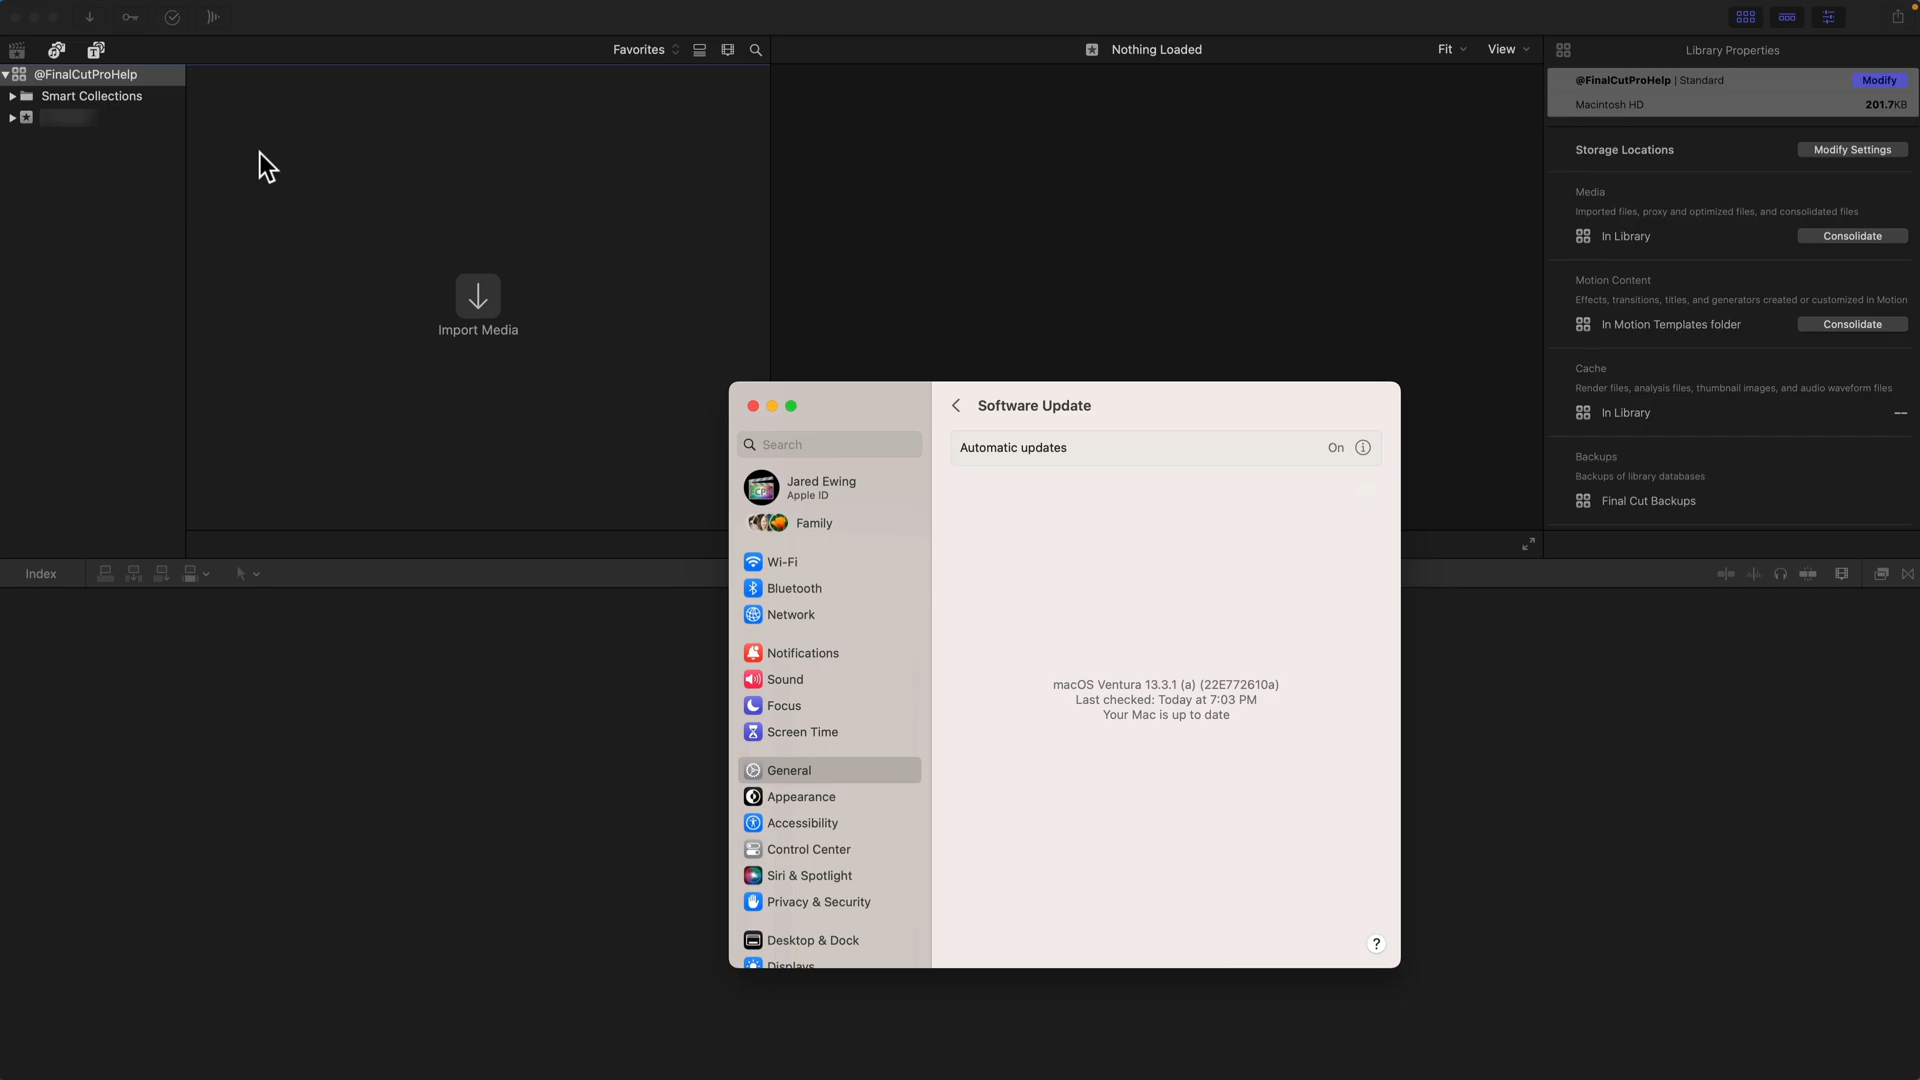 Favorites
Nothing Loaded
Fit
View
Library Properties
@FinalCutProHelp
Smart Collections
Import Media
@FinalCutProHelp | Standard
Modify
Macintosh HD
201.7KB
Storage Locations
Modify Settings
Media
Imported files, proxy and optimized files, and consolidated files
In Library
Consolidate
Motion Content
Effects, transitions, titles, and generators created or customized in Motion
In Motion Templates folder
Consolidate
Cache
Render files, analysis files, thumbnail images, and audio waveform files
In Library
--
Backups
Backups of library databases
Final Cut Backups
Index
Search
Jared Ewing
Apple ID
Family
Wi-Fi
Bluetooth
Network
Notifications
Sound
Focus
Screen Time
General
Appearance
Accessibility
Control Center
Siri & Spotlight
Privacy & Security
Desktop & Dock
Displays
Software Update
Automatic updates
On
macOS Ventura 13.3.1 (a) (22E772610a)
Last checked: Today at 7:03 PM
Your Mac is up to date
?